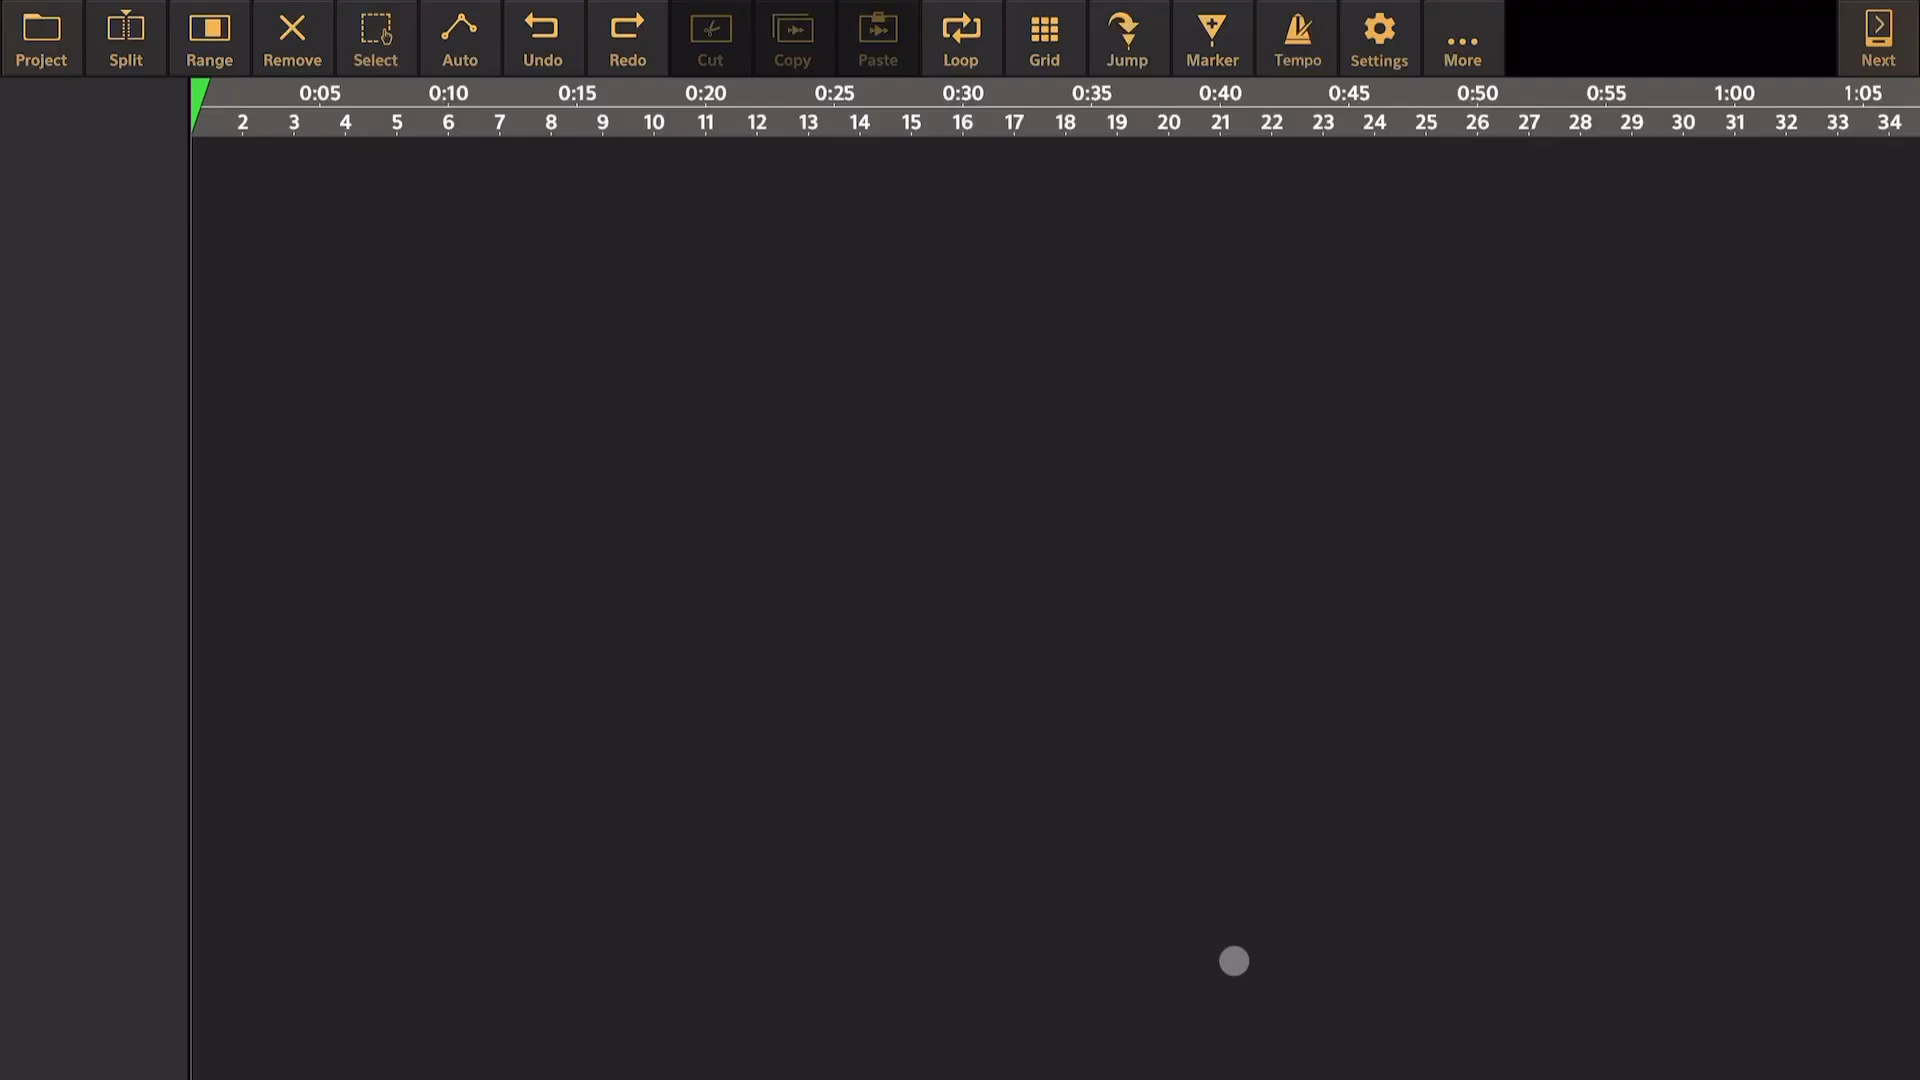 Project Split Range Remove Select Auto Undo Redo Cut Copy Paste Loop Grid Jump Marker Tempo Settings More Next
0:05 0:10 0:15 0:20 0:25 0:30 0:35 0:40 0:45 0:50 0:55 1:00 1:05
2 3 4 5 6 7 8 9 10 11 12 13 14 15 16 17 18 19 20 21 22 23 24 25 26 27 28 29 30 31 32 33 34